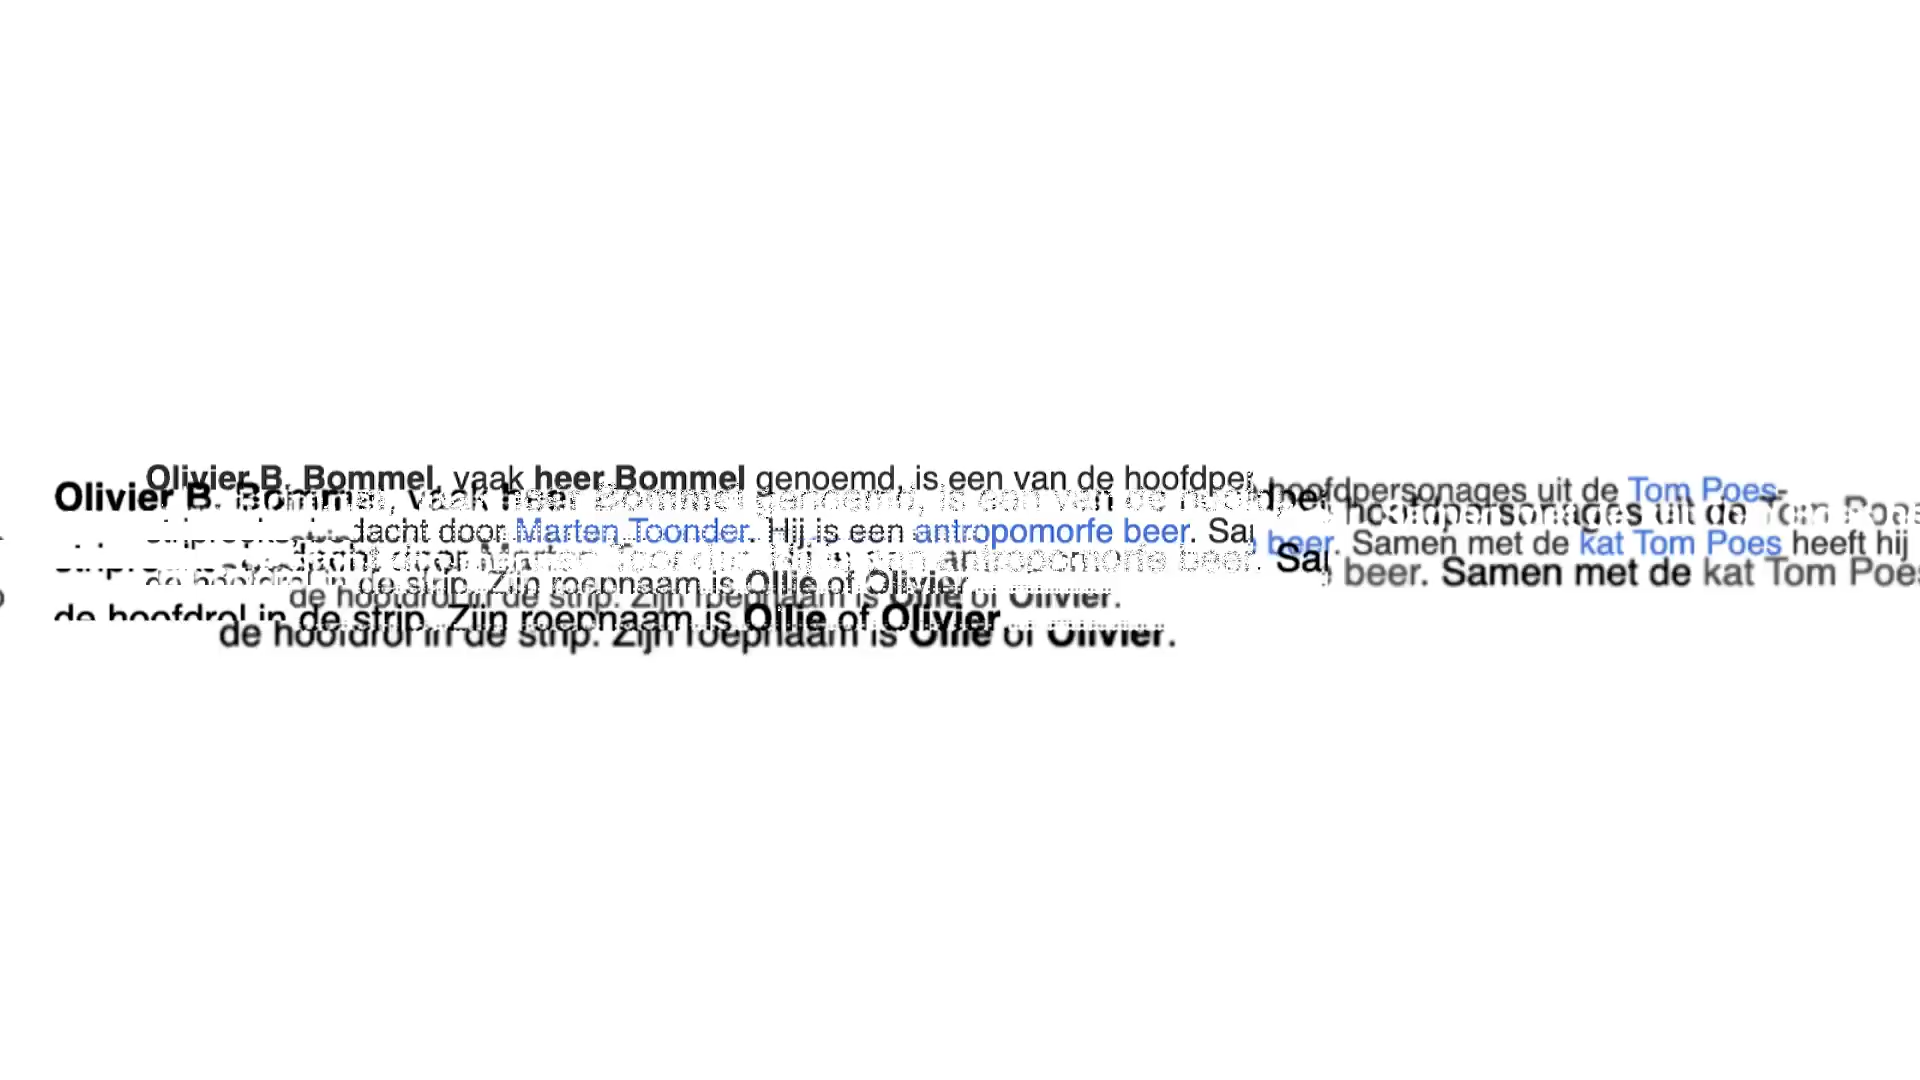 Olivier B. Bommel, vaak heer Bommel genoemd, is een van de hoofdpersonages uit de Tom Poes-
bedacht door Marten Toonder. Hij is een antropomorfe beer. Samen met de kat Tom Poes heeft hij
de hoofdrol in de strip. Zijn roepnaam is Ollie of Olivier.